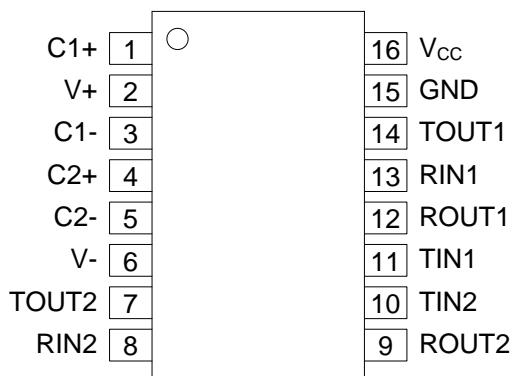 C1+ 1 16 VCC
V+ 2 15 GND
C1- 3 14 TOUT1
C2+ 4 13 RIN1
C2- 5 12 ROUT1
V- 6 11 TIN1
TOUT2 7 10 TIN2
RIN2 8 9 ROUT2